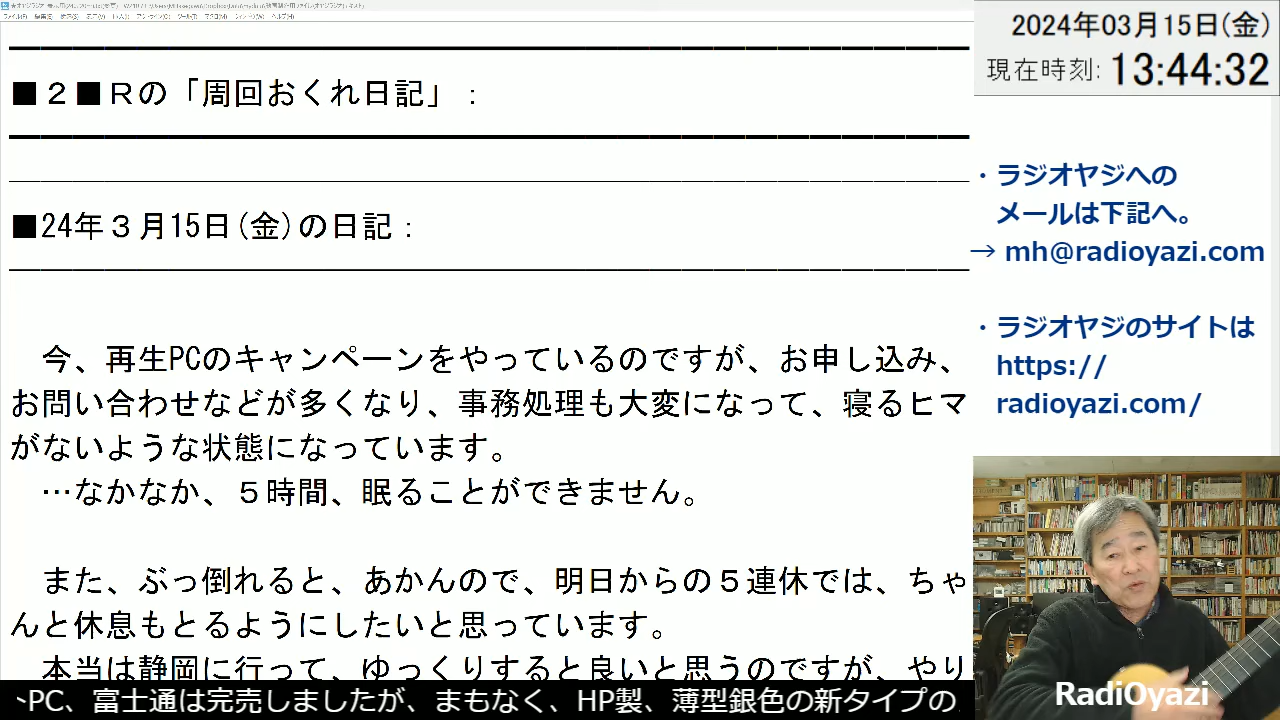 2024年03月15日(金)
現在時刻: 13:44:32
■２■Ｒの「周回おくれ日記」：
■24年３月15日(金)の日記：
今、再生PCのキャンペーンをやっているのですが、お申し込み、
お問い合わせなどが多くなり、事務処理も大変になって、寝るヒマ
がないような状態になっています。
…なかなか、５時間、眠ることができません。
また、ぶっ倒れると、あかんので、明日からの５連休では、ちゃ
んと休息もとるようにしたいと思っています。
本当は静岡に行って、ゆっくりすると良いと思うのですが、やり
・ラジオヤジへの
メールは下記へ。
→ mh@radioyazi.com
・ラジオヤジのサイトは
https://
radioyazi.com/
RadiOyazi
PC、富士通は完売しましたが、まもなく、HP製、薄型銀色の新タイプの